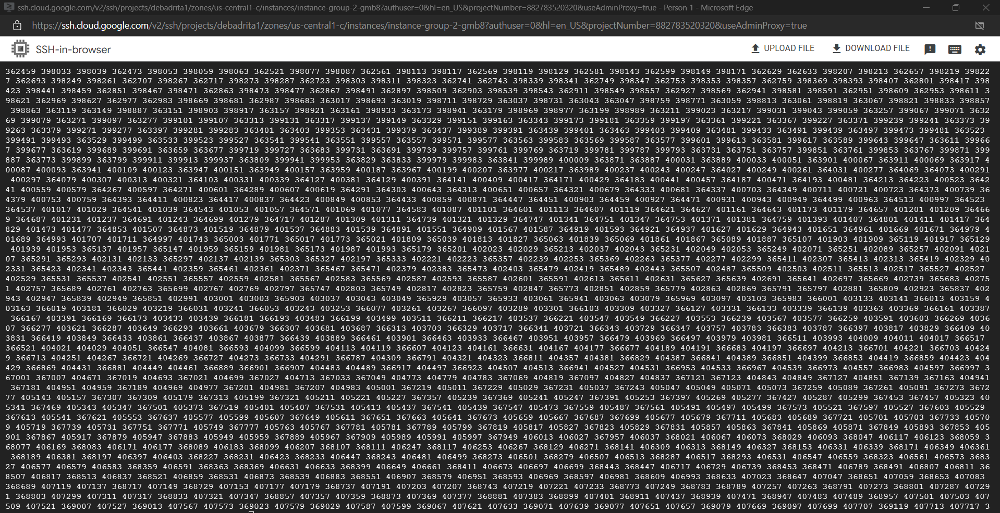 ssh.cloud.google.com/v2/ssh/projects/debadrita1/zones/us-central1-c/instances/instance-group-2-gmb8?authuser=0&hl=en_US&projectNumber=882783520320&useAdminProxy=true - Person 1 - Microsoft Edge
https://ssh.cloud.google.com/v2/ssh/projects/debadrita1/zones/us-central1-c/instances/instance-group-2-gmb8?authuser=0&hl=en_US&projectNumber=882783520320&useAdminProxy=true
SSH-in-browser UPLOAD FILE DOWNLOAD FILE
362459 398033 398039 362473 398053 398059 398063 362521 398077 398087 362561 398113 398117 362569 398119 398129 362581 398143 362599 398149 398171 362629 362633 398207 398213 362657 398219 39822
7 362693 398249 398261 362707 398267 362717 398273 398287 362723 398303 398311 398323 362741 362743 398339 398341 362749 398347 362753 398353 398357 362759 398369 398393 398407 362801 398417 398
423 398441 398459 362851 398467 398471 362863 398473 398477 362867 398491 362897 398509 362903 398539 398543 362911 398549 398557 362927 398569 362941 398581 398591 362951 398609 362953 398611 3
98621 362969 398627 362977 362983 398669 398681 362987 398683 363017 398693 363019 398711 398729 363037 398731 363043 363047 398759 398771 363059 398813 363061 398819 363067 398821 398833 398857
398863 363119 363149 398887 363151 398903 398917 363157 398921 363161 398933 363173 398941 363179 398969 398977 363199 398989 363211 399023 363217 399031 399043 399059 363257 399067 399071 3632
69 399079 363271 399097 363277 399101 399107 363313 399131 363317 399137 399149 363329 399151 399163 363343 399173 399181 363359 399197 363361 399221 363367 399227 363371 399239 399241 363373 39
9263 363379 399271 399277 363397 399281 399283 363401 363403 399353 363431 399379 363437 399389 399391 363439 399401 363463 399403 399409 363481 399433 363491 399439 363497 399473 399481 363523
399491 399493 363529 399499 363533 399523 399527 363541 399541 363551 399557 363557 399571 399577 363563 399583 363569 399587 363577 399601 399613 363581 399617 363589 399643 399647 363611 39966
7 399677 363619 399689 399691 363659 363677 399719 399727 363683 399731 363691 399739 399757 399761 399769 363719 399781 399787 399793 363731 363751 363757 399851 363761 399853 363767 399871 399
887 363773 399899 363799 399911 399913 399937 363809 399941 399953 363829 363833 399979 399983 363841 399989 400009 363871 363887 400031 363889 400033 400051 363901 400067 363911 400069 363917 4
00087 400093 363941 400109 400123 363947 400151 363949 400157 363959 400187 363967 400199 400207 363977 400217 363989 400237 400243 400247 364027 400249 400261 364031 400277 364069 364073 400291
400297 364079 400307 400313 400321 364103 400331 400339 364127 400381 364129 400391 364141 400409 400417 364171 400429 364183 400441 400457 364187 400471 364193 400481 364213 364223 400523 3642
41 400559 400579 364267 400597 364271 400601 364289 400607 400619 364291 364303 400643 364313 400651 400657 364321 400679 364333 400681 364337 400703 364349 400711 400721 400723 364373 400739 36
4379 400753 400759 364393 364411 400823 364417 400837 364423 400849 400853 364433 400859 400871 364447 364451 400903 364459 400927 364471 400931 400943 400949 364499 400963 364513 400997 364523
364537 401017 401029 364541 401039 364543 401053 401057 364571 401069 401077 364583 401087 401101 364601 401113 364607 401119 364621 364627 401161 364643 401173 401179 364657 401201 401209 36466
9 364687 401231 401237 364691 401243 364699 401279 364717 401287 401309 401311 364739 401321 401329 364747 401341 364751 401347 364753 401371 401381 364759 401393 401407 364801 401411 401417 364
829 401473 401477 364853 401507 364873 401519 364879 401537 364883 401539 364891 401551 364909 401567 401587 364919 401593 364921 364937 401627 401629 364943 401651 364961 401669 401671 364979 4
01689 364993 401707 401711 364997 401743 365003 401771 365017 401773 365021 401809 365039 401813 401827 365063 401839 365069 401861 401867 365089 401887 365107 401903 401909 365119 401917 365129
401939 401953 365137 401957 365147 401959 365159 401981 365173 401987 401993 365179 365201 402023 402029 365213 402037 402043 365231 402049 402053 365249 402071 365251 402089 365257 402091 4021
07 365291 365293 402131 402133 365297 402137 402139 365303 365327 402197 365333 402221 402223 365357 402239 402253 365369 402263 365377 402277 402299 365411 402307 365413 402313 365419 402329 40
2331 365423 402341 402343 365441 402359 365461 402361 402371 365467 365471 402379 402383 365473 402403 365479 402419 365489 402443 365507 402487 365509 402503 402511 365513 402517 365527 402527
402529 365531 365537 402541 402551 365557 402559 402581 365567 402583 365569 402587 402593 365587 402601 365591 402613 365611 402631 365627 365639 402691 365641 402697 365669 402739 365683 40275
1 402757 365689 402761 402763 365699 402767 402769 402797 365747 402803 365749 402817 402823 365759 402847 365773 402851 402859 365779 402863 402869 365791 365797 402881 365809 402923 365837 402
943 402947 365839 402949 365851 402991 403001 403003 365903 403037 403043 403049 365929 403057 365933 403061 365941 403063 403079 365969 403097 403103 365983 366001 403133 403141 366013 403159 4
03163 366019 403181 366029 403219 366031 403241 366053 403243 403253 366077 403261 403267 366097 403289 403301 366103 403309 403327 366127 403331 366133 403339 366139 403363 403369 366161 403387
366167 403391 366169 366173 403433 403439 366181 366193 403483 366199 403499 403511 366211 366217 403537 366221 403547 403549 366227 403553 366239 403567 403577 366259 403591 403603 366269 4036
07 366277 403621 366287 403649 366293 403661 403679 366307 403681 403687 366313 403703 366329 403717 366341 403721 366343 403729 366347 403757 403783 366383 403787 366397 403817 403829 366409 40
3831 366419 403849 366433 403861 366437 403867 403877 366439 403889 366461 403901 366463 403933 366467 403951 403957 366479 403969 366497 403979 403981 366511 403993 404009 404011 404017 366517
366521 404021 404029 404051 366547 404081 366593 404099 366599 404113 404119 366607 404123 404161 366631 404167 404177 366677 404189 404191 366683 404197 366697 404213 366701 404221 366703 40424
9 366713 404251 404267 366721 404269 366727 404273 366733 404291 366787 404309 366791 404321 404323 366811 404357 404381 366829 404387 366841 404389 366851 404399 366853 404419 366859 404423 404
429 366869 404431 366881 404449 404461 366889 366901 366907 404483 404489 366917 404497 366923 404507 404513 366941 404527 404531 366953 404533 366967 404539 366973 404557 366983 404597 366997 3
67001 367007 404671 367019 404693 367021 404699 367027 404713 367033 367049 404773 404779 404783 367069 404819 367097 404827 404837 367121 367123 404843 404849 367127 404851 367139 367163 404941
367181 404951 404959 367189 404969 404977 367201 404981 367207 404983 405001 367219 405011 367229 405029 367231 405037 367243 405047 405049 405071 405073 367259 405089 367261 405091 367273 3672
77 405143 405157 367307 367309 405179 367313 405199 367321 405211 405221 405227 367357 405239 367369 405241 405247 367391 405253 367397 405269 405277 367427 405287 405299 367453 367457 405323 40
5341 367469 405343 405347 367501 405373 367519 405401 405407 367531 405413 405437 367541 405439 367547 405473 367559 405487 367561 405491 405497 405499 367573 405521 367597 405527 367603 405529
367613 405541 367621 405553 367637 405577 405599 405607 367649 405611 367651 367663 405641 367673 405659 405667 367687 367699 405677 405679 367711 405683 405689 367721 405701 405703 367733 40570
9 405719 367739 405731 367751 367771 405749 367777 405763 405767 367781 405781 367789 405799 367819 405817 405827 367823 405829 367831 405857 405863 367841 405869 405871 367849 405893 367853 405
901 367867 405917 367879 405947 367883 405949 405959 367889 405967 367909 405989 405991 405997 367949 406013 406027 367957 406037 368021 406067 406073 368029 406093 368047 406117 406123 368059 3
68077 406169 368083 406171 406177 368089 406183 368099 406207 368107 368111 406247 368117 406253 406267 368129 406271 368141 406309 406313 368149 406327 368153 406331 406339 368171 406349 406361
368189 406381 368197 406397 406403 368227 368231 406423 368233 406447 368243 406481 406499 368273 406501 368279 406507 406513 368287 406517 368293 406531 406547 406559 368323 406561 406573 3683
27 406577 406579 406583 368359 406591 368363 368369 406631 406633 368399 406649 406661 368411 406673 406697 406699 368443 368447 406717 406729 406739 368453 368471 406789 368491 406807 406811 36
8507 406817 368513 406837 368521 406859 368531 406873 368539 406883 368551 406907 368579 406951 368593 406969 368597 406981 368609 406993 368633 407023 368647 407047 368651 407059 368653 407083
368689 407119 407137 368717 407149 368729 407153 407177 407179 368737 407191 407203 407207 368743 407219 407221 407233 368773 407249 368783 368789 407257 407263 368791 407273 368801 407287 40729
1 368803 407299 407311 407317 368833 407321 407347 368857 407357 407359 368873 407369 407377 368881 407383 368899 407401 368911 407437 368939 407471 368947 407483 407489 368957 407501 407503 407
509 407521 369007 407527 369013 407567 407573 369023 407579 369029 407587 407599 369067 407621 407633 369071 407639 369077 407651 407657 369079 407669 369097 407699 407707 369119 407713 407717 3